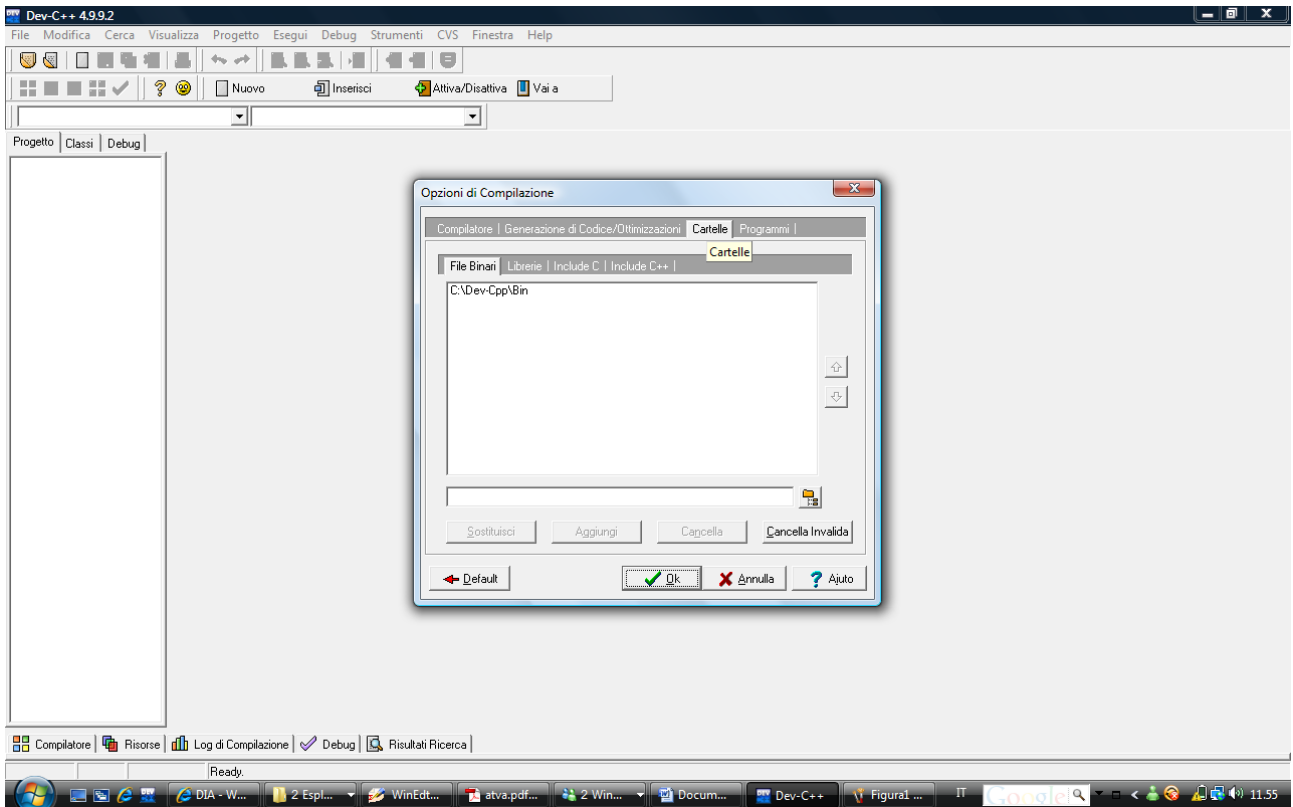 Dev-C++ 4.9.9.2
File Modifica Cerca Visualizza Progetto Esegui Debug Strumenti CVS Finestra Help
Nuovo Inserisci Attiva/Disattiva Vai a
Progetto Classi Debug
Opzioni di Compilazione
Compilatore Generazione di Codice/Ottimizzazioni Cartelle Programmi
Cartelle
File Binari Librerie Include C Include C++
C:\Dev-Cpp\Bin
Sostituisci Aggiungi Cancella Cancella Invalida
Default Ok Annulla Aiuto
Compilatore Risorse Log di Compilazione Debug Risultati Ricerca
Ready.
DIA - W... 2 Espl... WinEdt... atva.pdf... 2 Win... Docum... Dev-C++ Figura1 ... IT Google 11.55